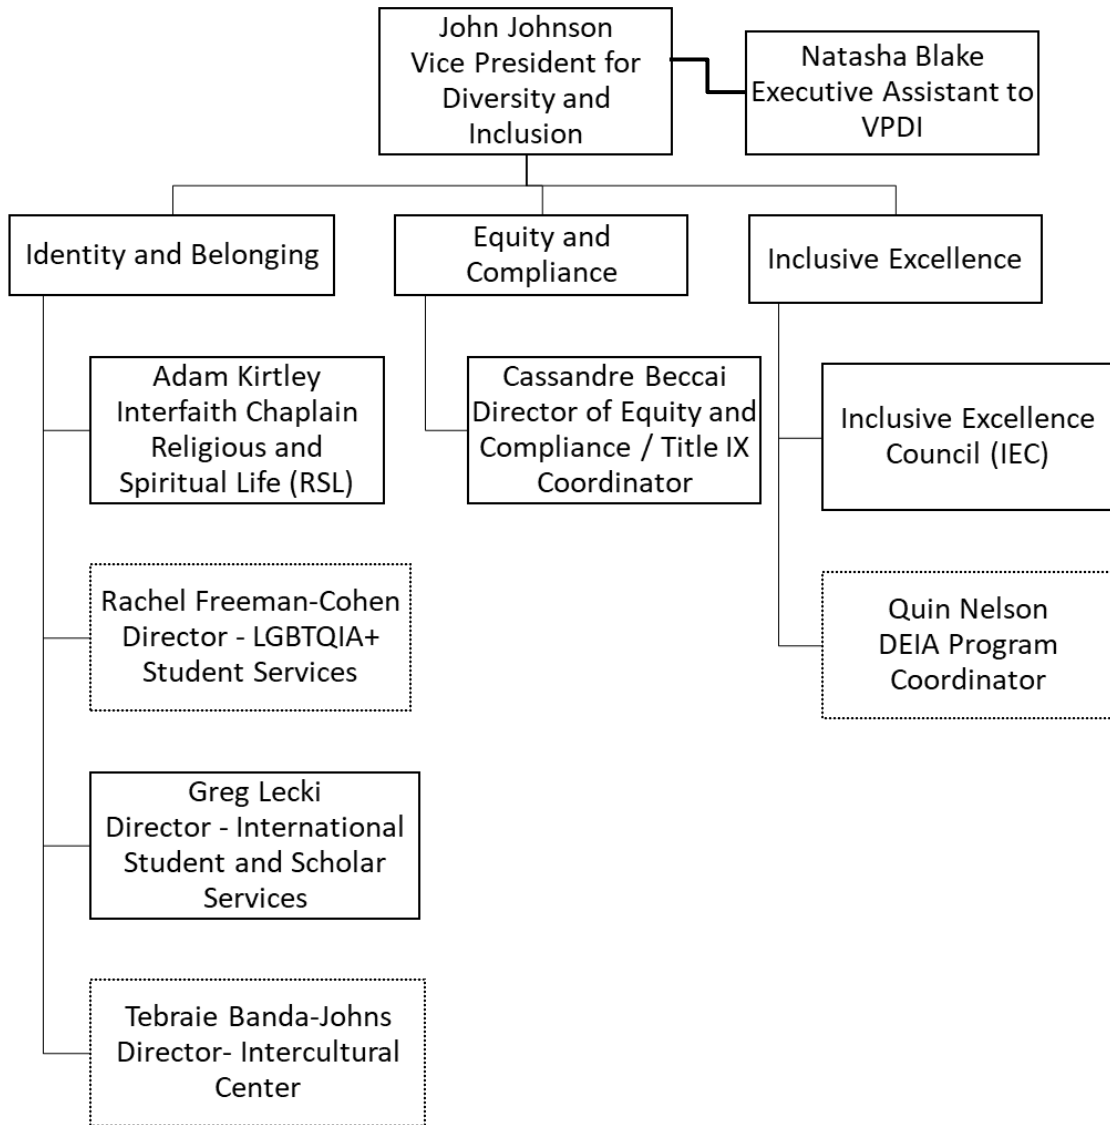 John Johnson
Vice President for
Diversity and
Inclusion
Natasha Blake
Executive Assistant to
VPDI
Identity and Belonging
Equity and
Compliance
Inclusive Excellence
Adam Kirtley
Interfaith Chaplain
Religious and
Spiritual Life (RSL)
Cassandre Beccai
Director of Equity and
Compliance / Title IX
Coordinator
Inclusive Excellence
Council (IEC)
Rachel Freeman-Cohen
Director - LGBTQIA+
Student Services
Quin Nelson
DEIA Program
Coordinator
Greg Lecki
Director - International
Student and Scholar
Services
Tebraie Banda-Johns
Director- Intercultural
Center